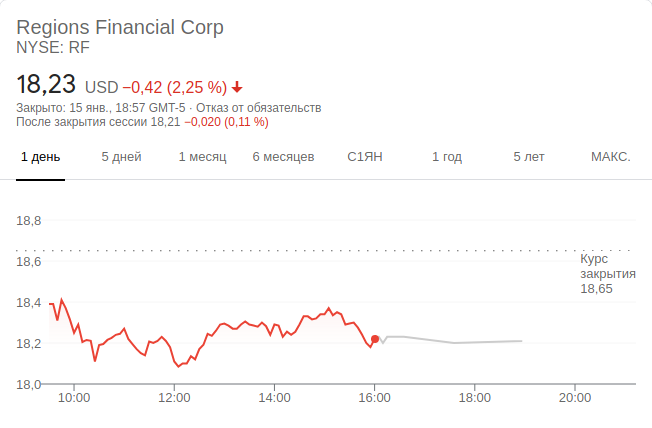 Regions Financial Corp
NYSE: RF
18,23 USD −0,42 (2,25 %)
Закрыто: 15 янв., 18:57 GMT-5 · Отказ от обязательств
После закрытия сессии 18,21 −0,020 (0,11 %)
1 день 5 дней 1 месяц 6 месяцев С1ЯН 1 год 5 лет МАКС.
18,8
18,6
18,4
18,2
18,0
Курс
закрытия
18,65
10:00 12:00 14:00 16:00 18:00 20:00